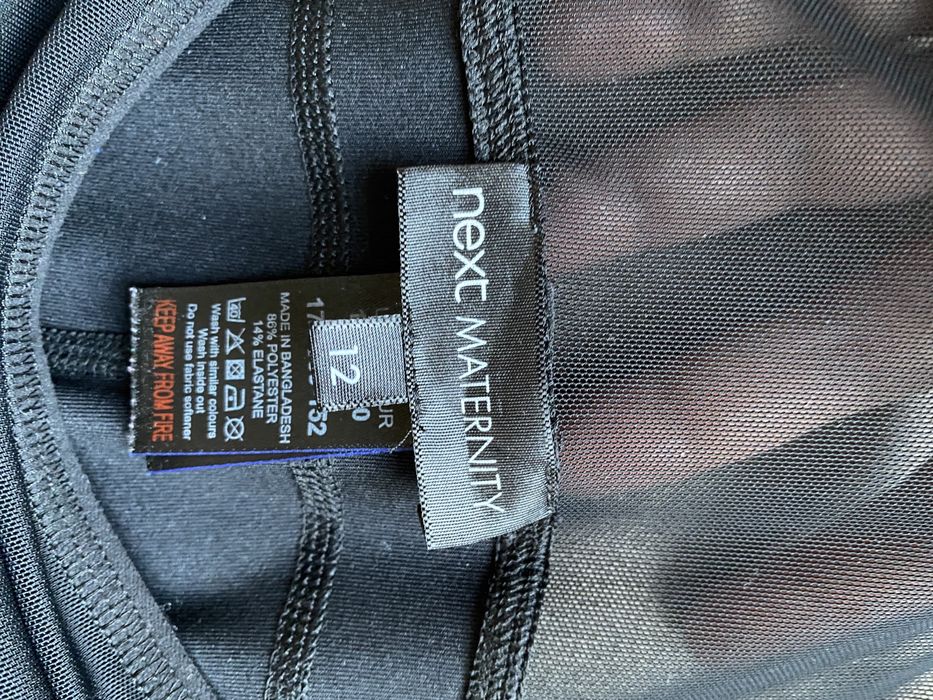 next MATERNITY
12
UR
MADE IN BANGLADESH
86% POLYESTER
14% ELASTANE
Wash with similar colours
Wash inside out
Do not use fabric softener
KEEP AWAY FROM FIRE